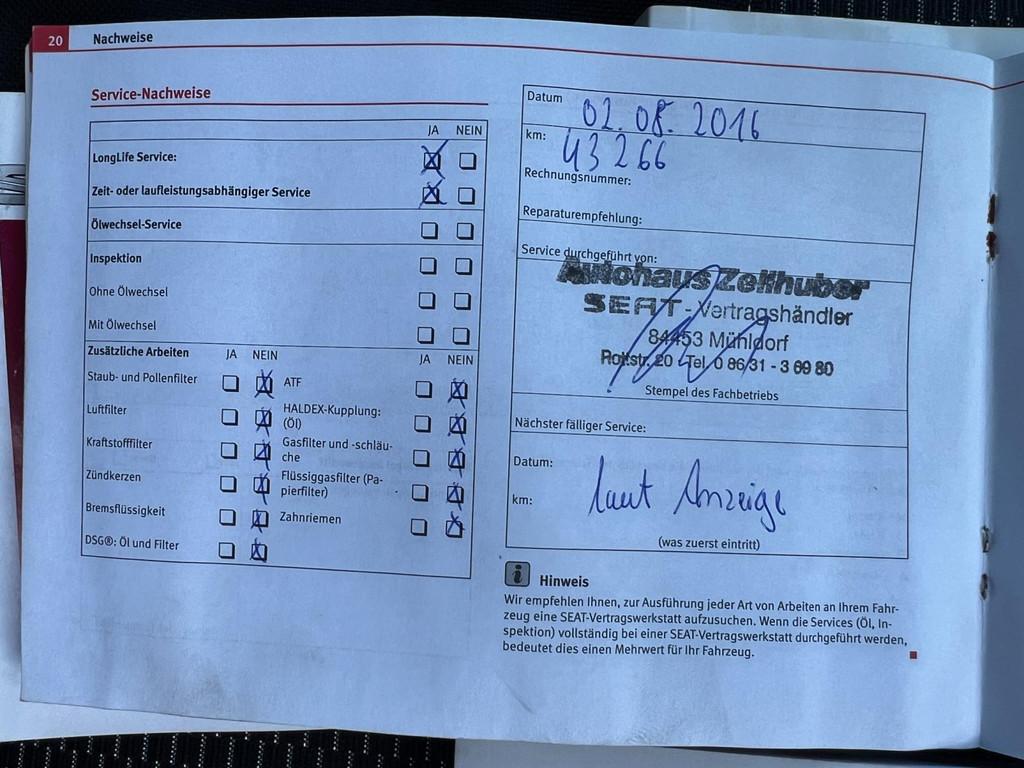 20 Nachweise
Service-Nachweise
JA NEIN
LongLife Service:
Zeit- oder laufleistungsabhängiger Service
Ölwechsel-Service
Inspektion
Ohne Ölwechsel
Mit Ölwechsel
Zusätzliche Arbeiten JA NEIN JA NEIN
Staub- und Pollenfilter
Luftfilter
Kraftstofffilter
Zündkerzen
Bremsflüssigkeit
DSG®: Öl und Filter
ATF
HALDEX-Kupplung:
(Öl)
Gasfilter und -schläu-
che
Flüssiggasfilter (Pa-
pierfilter)
Zahnriemen
Datum 02.08.2016
km: 43 266
Rechnungsnummer:
Reparaturempfehlung:
Service durchgeführt von:
Autohaus Zellhuber
SEAT-Vertragshändler
84453 Mühldorf
20 Tel. 0 86 31 - 3 69 80
Stempel des Fachbetriebs
Nächster fälliger Service:
Datum:
km: laut Anzeige
(was zuerst eintritt)
i Hinweis
Wir empfehlen Ihnen, zur Ausführung jeder Art von Arbeiten an Ihrem Fahr-
zeug eine SEAT-Vertragswerkstatt aufzusuchen. Wenn die Services (Öl, In-
spektion) vollständig bei einer SEAT-Vertragswerkstatt durchgeführt werden,
bedeutet dies einen Mehrwert für Ihr Fahrzeug.